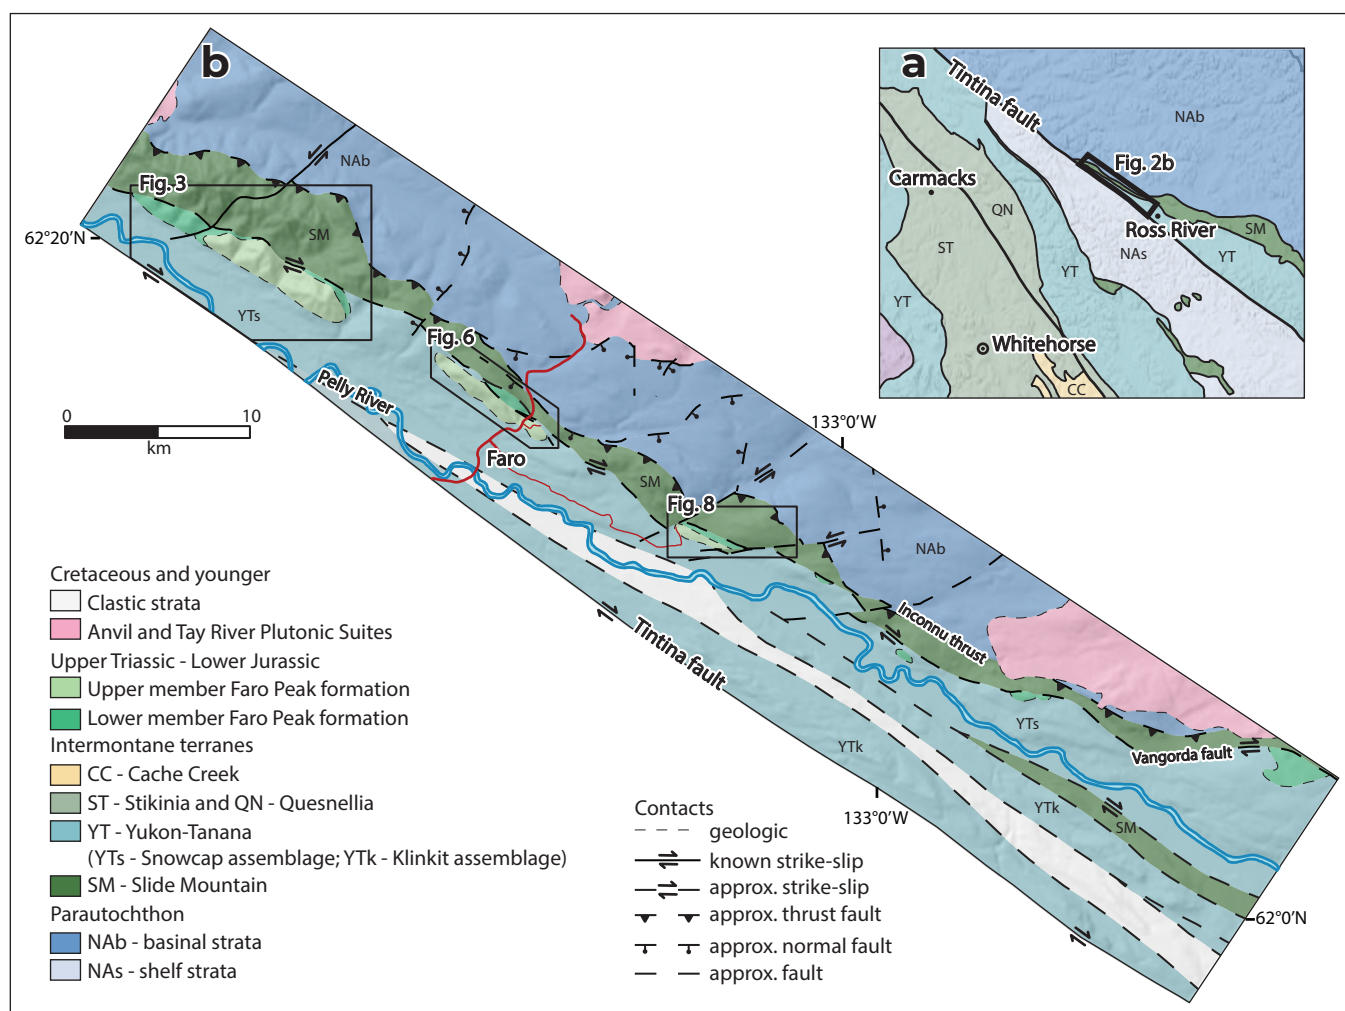 b
NAb
Fig. 3
62°20'N
SM
YTs
Fig. 6
Pelly River
0
10
km
Faro
SM
Fig. 8
133°0'W
NAb
Inconnu thrust
Tintina fault
YTs
YTk
Vangorda fault
YTk
SM
133°0'W
62°0'N
a
Tintina fault
NAb
Fig. 2b
Carmacks
QN
Ross River
SM
ST
NAs
YT
YT
YT
Whitehorse
CC
Cretaceous and younger
Clastic strata
Anvil and Tay River Plutonic Suites
Upper Triassic - Lower Jurassic
Upper member Faro Peak formation
Lower member Faro Peak formation
Intermontane terranes
CC - Cache Creek
ST - Stikinia and QN - Quesnellia
YT - Yukon-Tanana
(YTs - Snowcap assemblage; YTk - Klinkit assemblage)
SM - Slide Mountain
Parautochthon
NAb - basinal strata
NAs - shelf strata
Contacts
geologic
known strike-slip
approx. strike-slip
approx. thrust fault
approx. normal fault
approx. fault